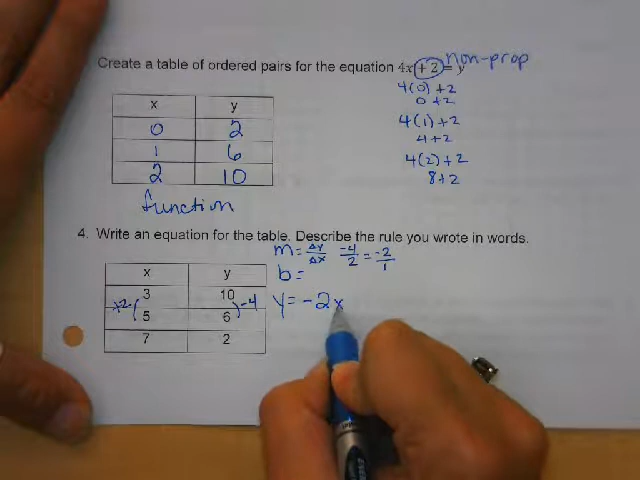 Create a table of ordered pairs for the equation 4x +2 = y non-prop
4(0) +2
0 +2
4(1) +2
4 +2
4(2) +2
8 +2
x y
0 2
1 6
2 10
function
4. Write an equation for the table. Describe the rule you wrote in words.
m = ΔY/ΔX -4/2 = -2/1
b =
y = -2x
x y
3 10
+2 -4
5 6
7 2